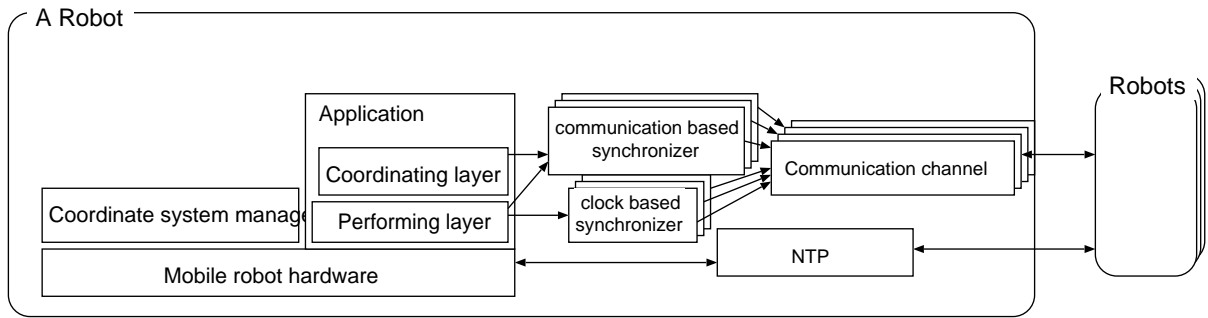 A Robot
Robots
Application
communication based
synchronizer
Communication channel
Coordinating layer
Coordinate system manage
Performing layer
clock based
synchronizer
NTP
Mobile robot hardware